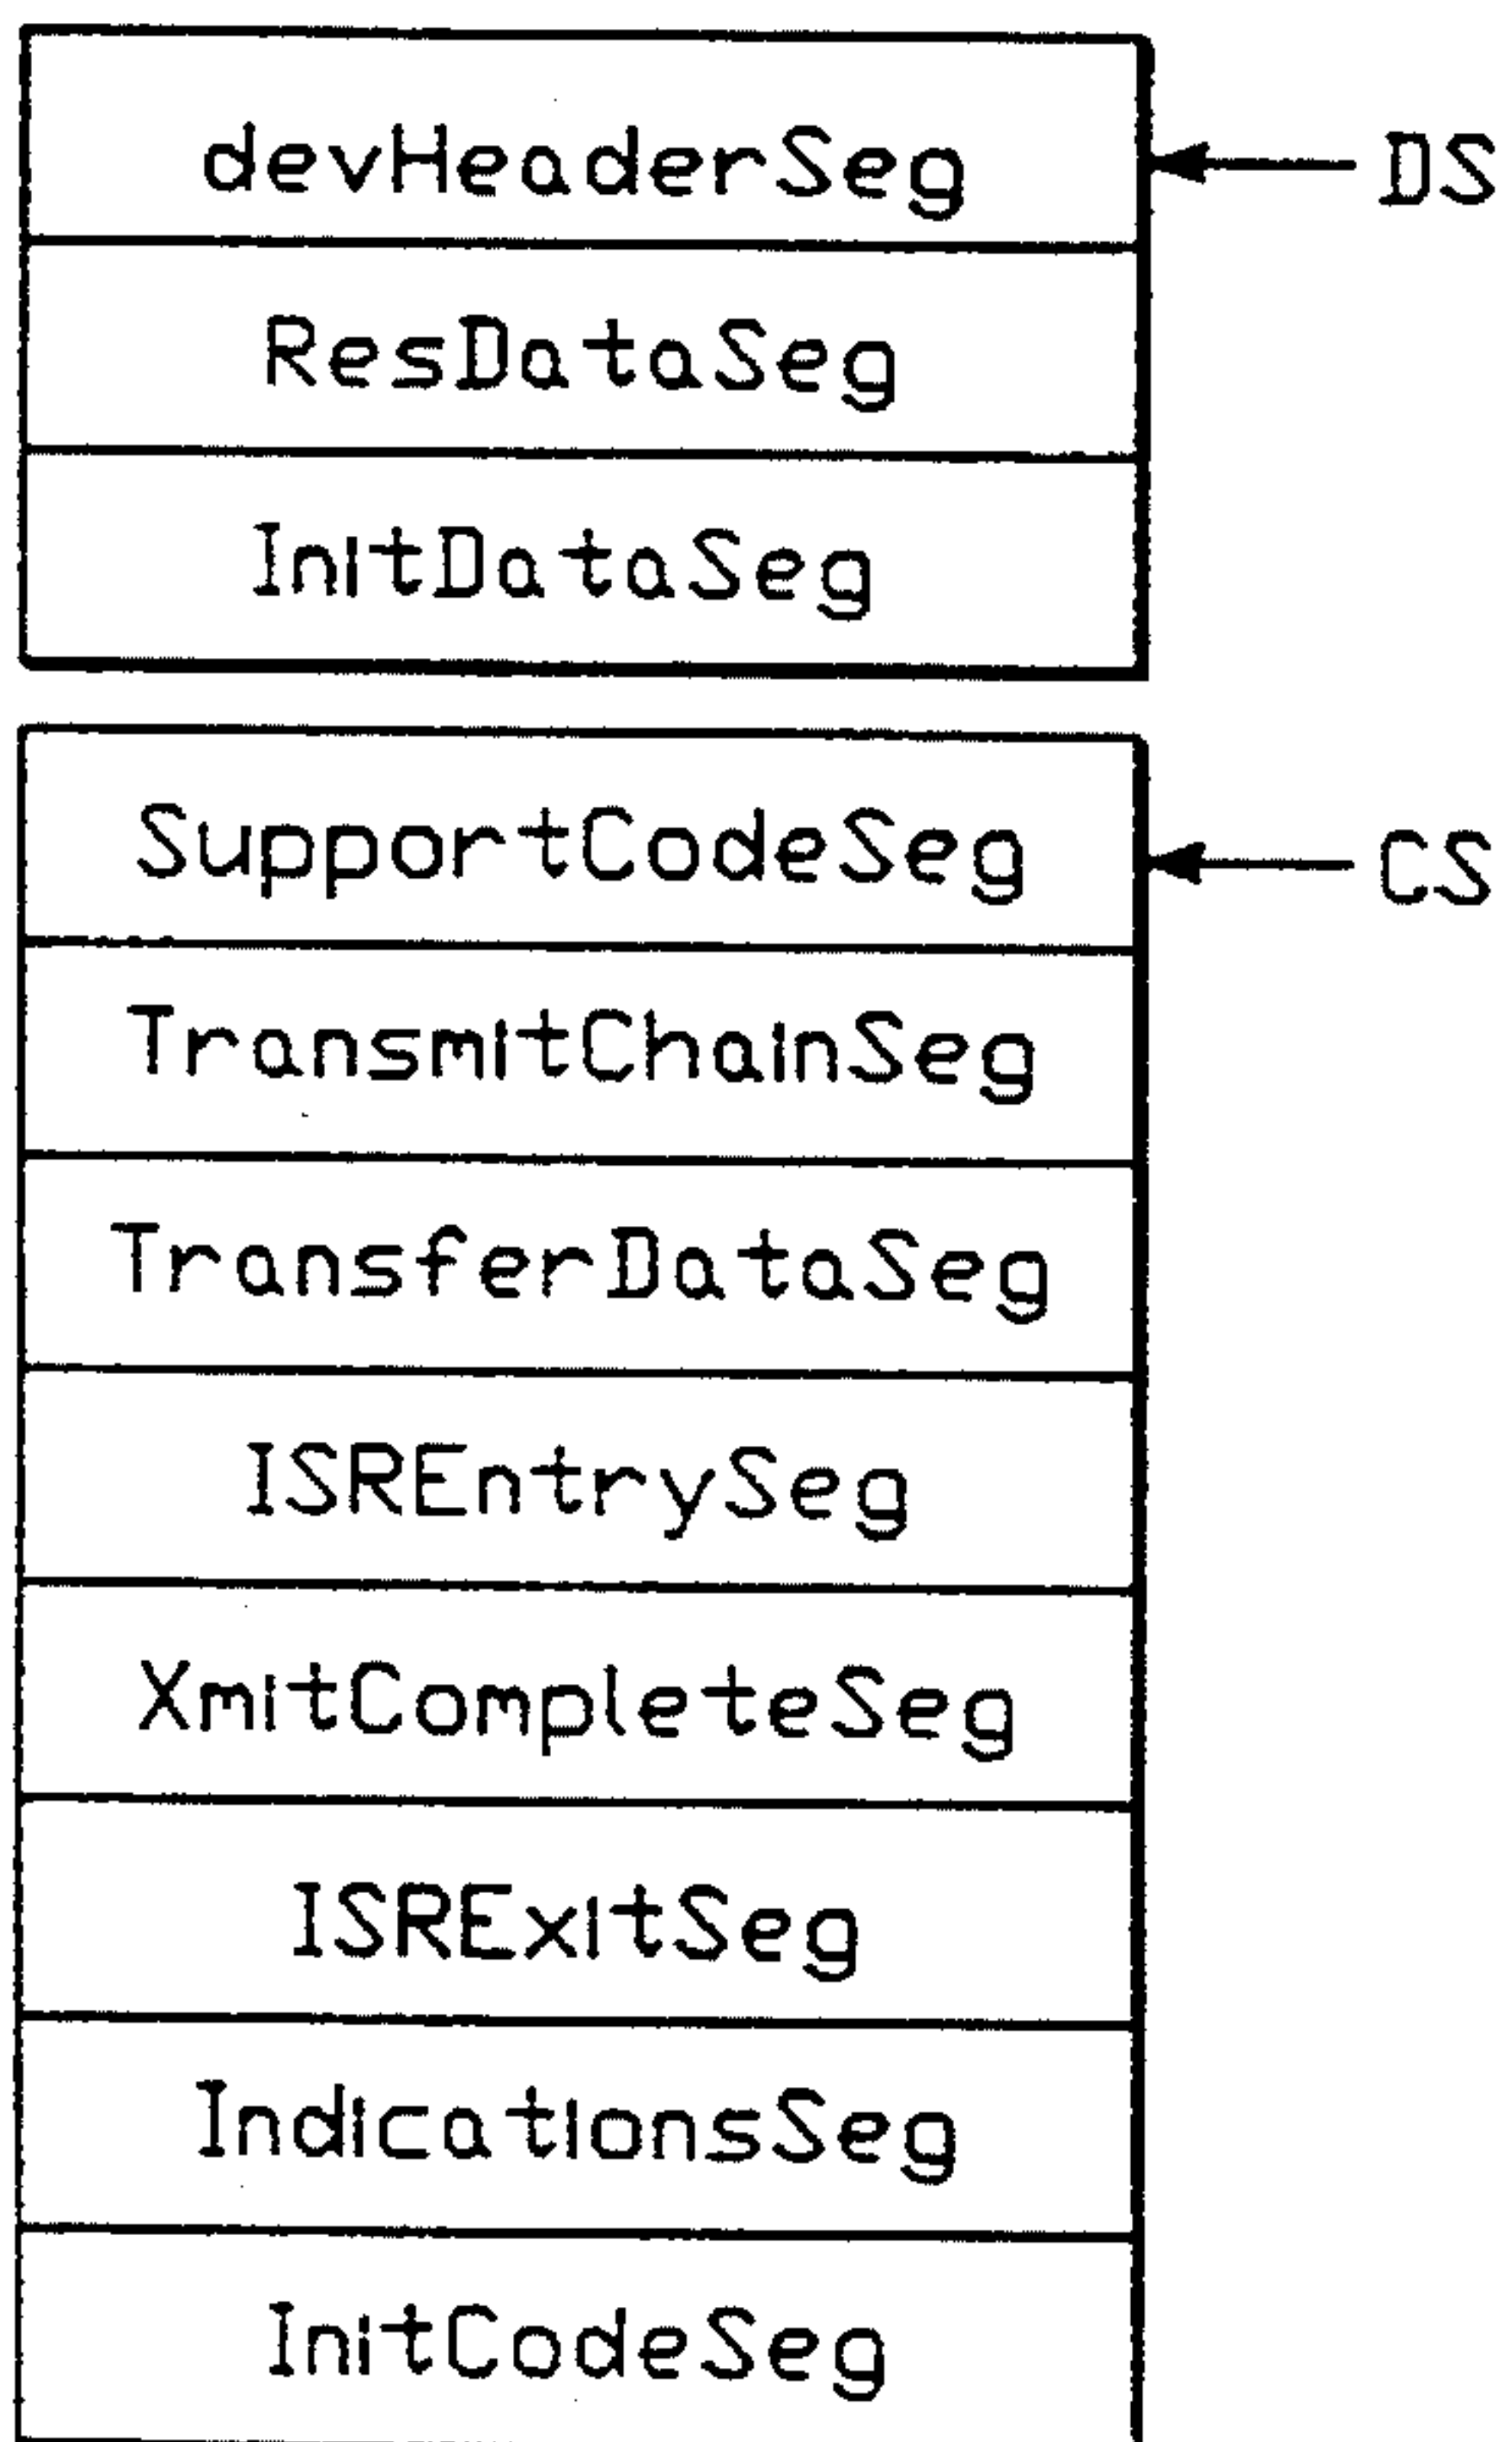 devHeaderSeg
DS
ResDataSeg
InitDataSeg
SupportCodeSeg
CS
TransmitChainSeg
TransferDataSeg
ISREntrySeg
XmitCompleteSeg
ISRExitSeg
IndicationsSeg
InitCodeSeg